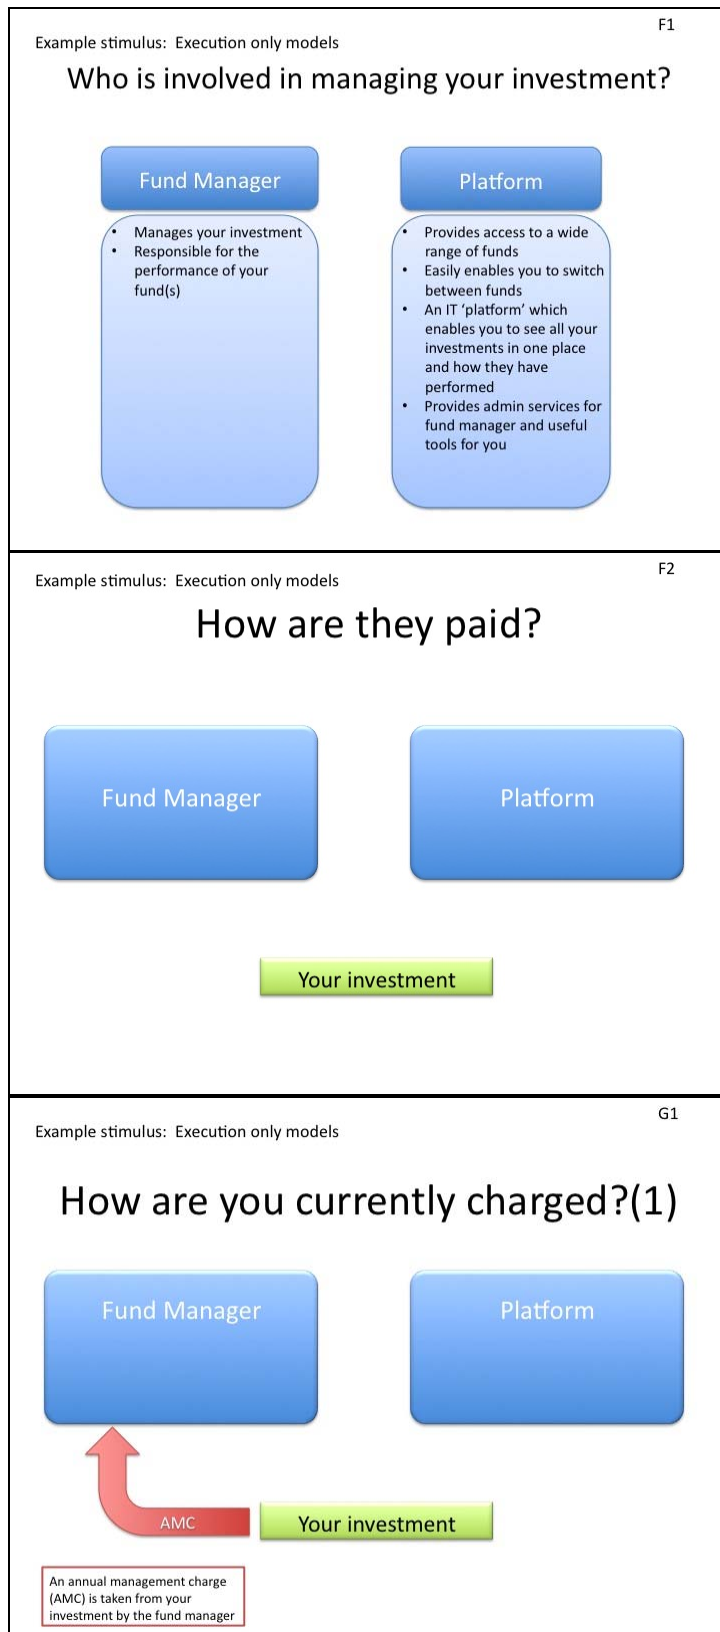 F1
Example stimulus:  Execution only models
Who is involved in managing your investment?
Fund Manager
• Manages your investment
• Responsible for the
performance of your
fund(s)
Platform
• Provides access to a wide
range of funds
• Easily enables you to switch
between funds
• An IT ‘platform’ which
enables you to see all your
investments in one place
and how they have
performed
• Provides admin services for
fund manager and useful
tools for you
F2
Example stimulus:  Execution only models
How are they paid?
Fund Manager
Platform
Your investment
G1
Example stimulus:  Execution only models
How are you currently charged?(1)
Fund Manager
Platform
AMC
Your investment
An annual management charge
(AMC) is taken from your
investment by the fund manager